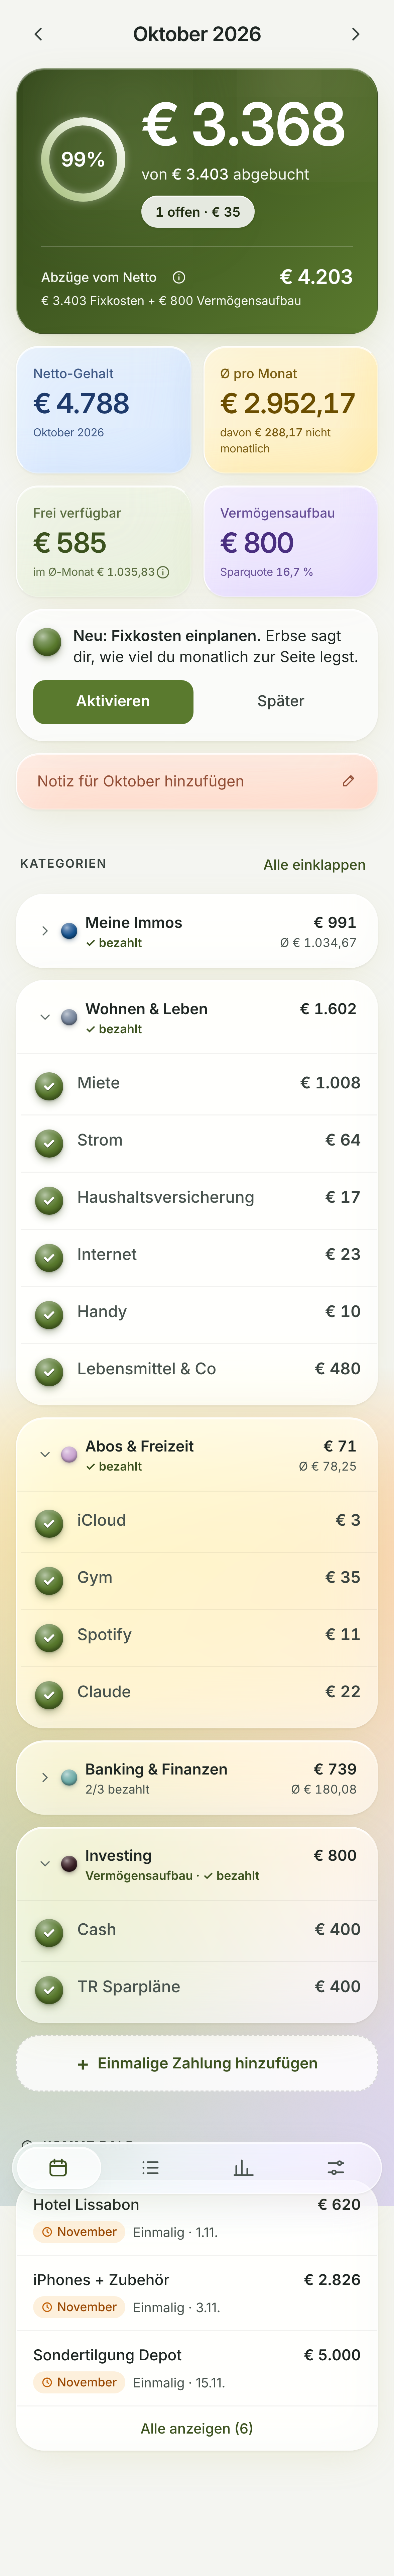 Oktober 2026
99%
€ 3.368
von € 3.403 abgebucht
1 offen · € 35
Abzüge vom Netto € 4.203
€ 3.403 Fixkosten + € 800 Vermögensaufbau
Netto-Gehalt
€ 4.788
Oktober 2026
Ø pro Monat
€ 2.952,17
davon € 288,17 nicht
monatlich
Frei verfügbar
€ 585
im Ø-Monat € 1.035,83
Vermögensaufbau
€ 800
Sparquote 16,7 %
Neu: Fixkosten einplanen. Erbse sagt
dir, wie viel du monatlich zur Seite legst.
Aktivieren Später
Notiz für Oktober hinzufügen
KATEGORIEN Alle einklappen
Meine Immos € 991
✓ bezahlt Ø € 1.034,67
Wohnen & Leben € 1.602
✓ bezahlt
Miete € 1.008
Strom € 64
Haushaltsversicherung € 17
Internet € 23
Handy € 10
Lebensmittel & Co € 480
Abos & Freizeit € 71
✓ bezahlt Ø € 78,25
iCloud € 3
Gym € 35
Spotify € 11
Claude € 22
Banking & Finanzen € 739
2/3 bezahlt Ø € 180,08
Investing € 800
Vermögensaufbau · ✓ bezahlt
Cash € 400
TR Sparpläne € 400
+ Einmalige Zahlung hinzufügen
Hotel Lissabon € 620
November Einmalig · 1.11.
iPhones + Zubehör € 2.826
November Einmalig · 3.11.
Sondertilgung Depot € 5.000
November Einmalig · 15.11.
Alle anzeigen (6)